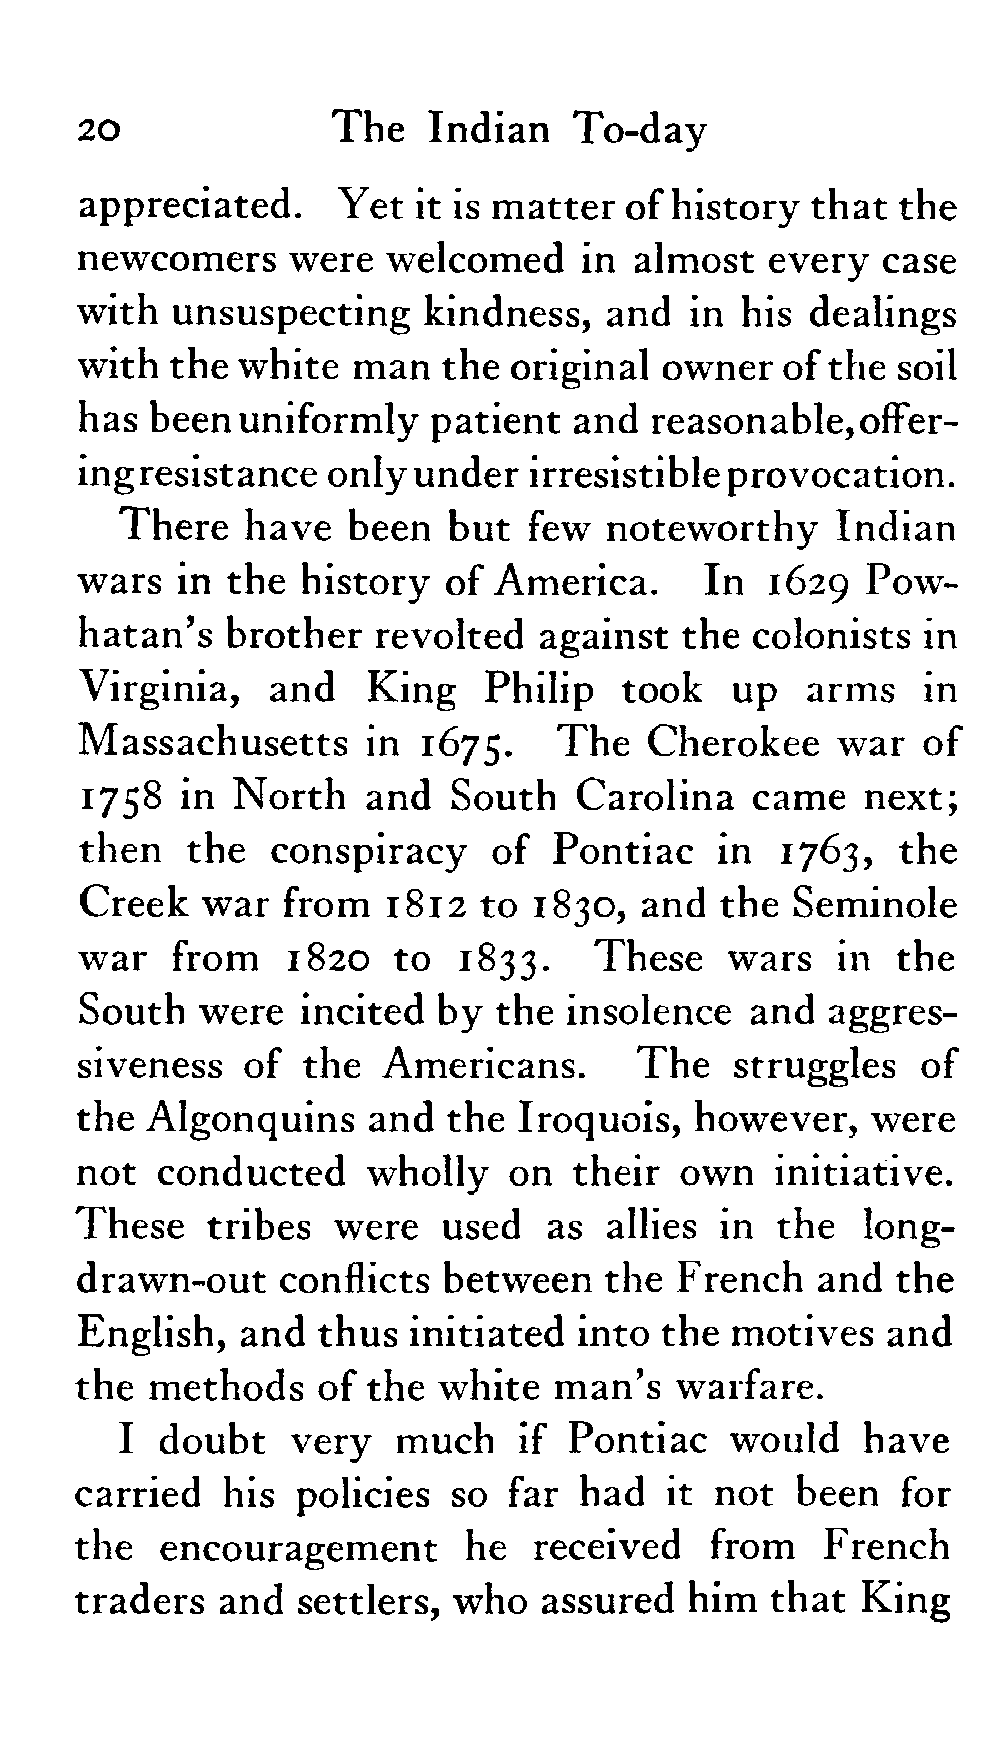 20 The Indian To-day
appreciated. Yet it is matter of history that the
newcomers were welcomed in almost every case
with unsuspecting kindness, and in his dealings
with the white man the original owner of the soil
has been uniformly patient and reasonable, offer-
ing resistance only under irresistible provocation.
There have been but few noteworthy Indian
wars in the history of America. In 1629 Pow-
hatan's brother revolted against the colonists in
Virginia, and King Philip took up arms in
Massachusetts in 1675. The Cherokee war of
1758 in North and South Carolina came next;
then the conspiracy of Pontiac in 1763, the
Creek war from 1812 to 1830, and the Seminole
war from 1820 to 1833. These wars in the
South were incited by the insolence and aggres-
siveness of the Americans. The struggles of
the Algonquins and the Iroquois, however, were
not conducted wholly on their own initiative.
These tribes were used as allies in the long-
drawn-out conflicts between the French and the
English, and thus initiated into the motives and
the methods of the white man's warfare.
I doubt very much if Pontiac would have
carried his policies so far had it not been for
the encouragement he received from French
traders and settlers, who assured him that King